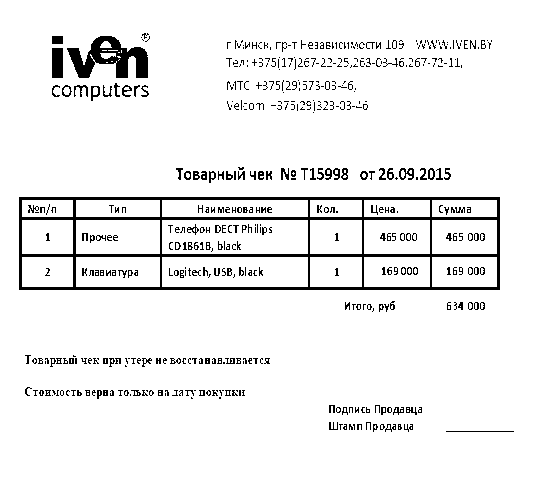 iven®
computers
г Минск, пр-т Независимости 109 WWW.IVEN.BY
Тел: +375(17)267-22-25,263-03-46,267-72-11,
МТС +375(29)573-03-46,
Velcom +375(29)323-03-46
Товарный чек № Т15998 от 26.09.2015
№п/п Тип Наименование Кол. Цена. Сумма
1 Прочее Телефон DECT Philips CD1861B, black 1 465 000 465 000
2 Клавиатура Logitech, USB, black 1 169 000 169 000
Итого, руб 634 000
Товарный чек при утере не восстанавливается
Стоимость верна только на дату покупки
Подпись Продавца
Штамп Продавца